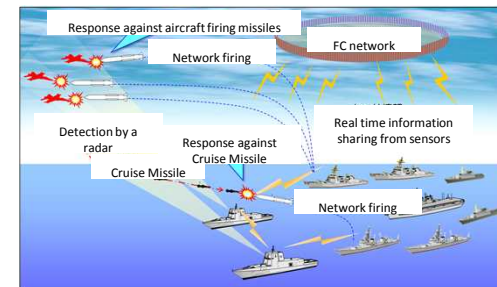 Response against aircraft firing missiles
Network firing
FC network
Detection by a
radar
Real time information
sharing from sensors
Response against
Cruise Missile
Cruise Missile
Network firing